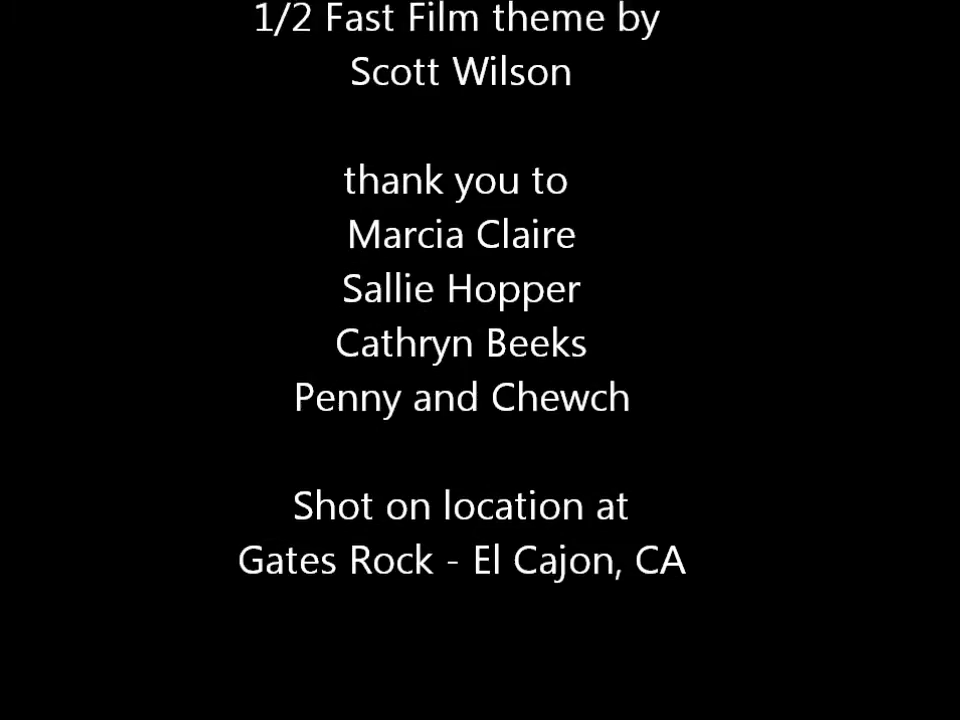 1/2 Fast Film theme by
Scott Wilson
thank you to
Marcia Claire
Sallie Hopper
Cathryn Beeks
Penny and Chewch
Shot on location at
Gates Rock - El Cajon, CA